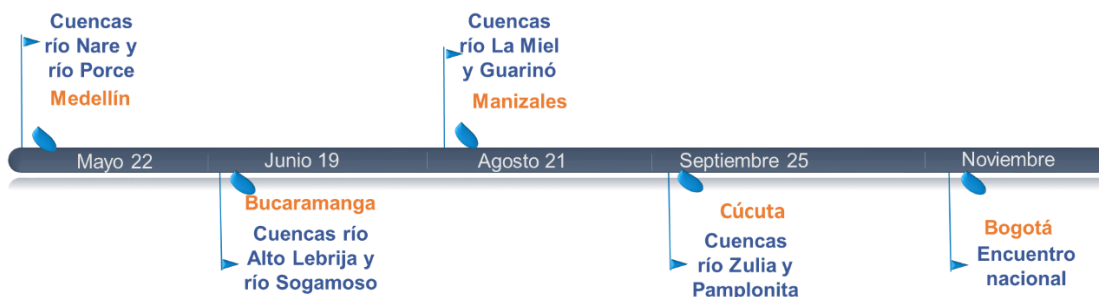 Cuencas
río Nare y
río Porce
Medellín
Cuencas
río La Miel
y Guarinó
Manizales
Mayo 22
Junio 19
Agosto 21
Septiembre 25
Noviembre
Bucaramanga
Cuencas río
Alto Lebrija y
río Sogamoso
Cúcuta
Cuencas
río Zulia y
Pamplonita
Bogotá
Encuentro
nacional